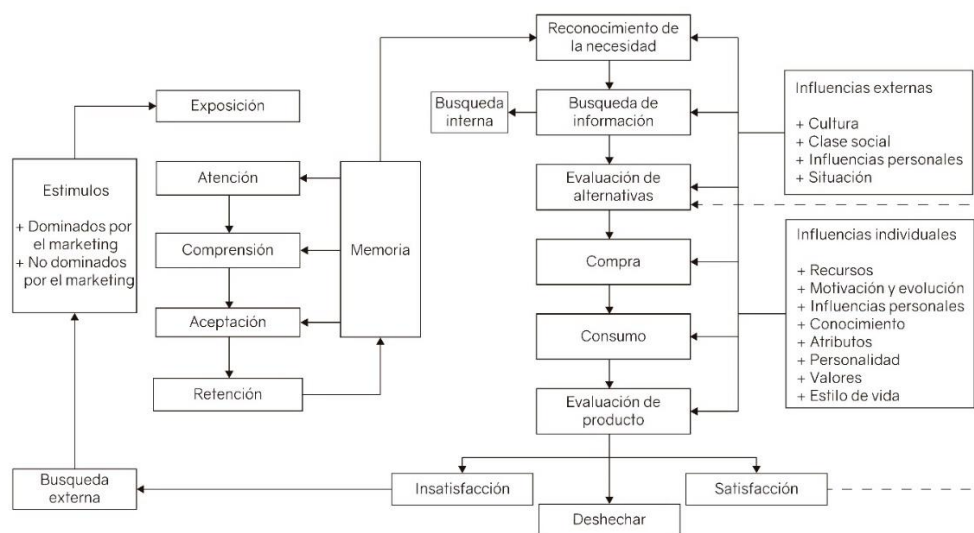 Reconocimiento de
la necesidad
Exposición
Busqueda
interna
Busqueda de
información
Influencias externas
+ Cultura
+ Clase social
+ Influencias personales
+ Situación
Estimulos
+ Dominados por
el marketing
+ No dominados
por el marketing
Atención
Comprensión
Aceptación
Retención
Memoria
Evaluación de
alternativas
Compra
Consumo
Evaluación de
producto
Influencias individuales
+ Recursos
+ Motivación y evolución
+ Influencias personales
+ Conocimiento
+ Atributos
+ Personalidad
+ Valores
+ Estilo de vida
Busqueda
externa
Insatisfacción
Satisfacción
Deshechar